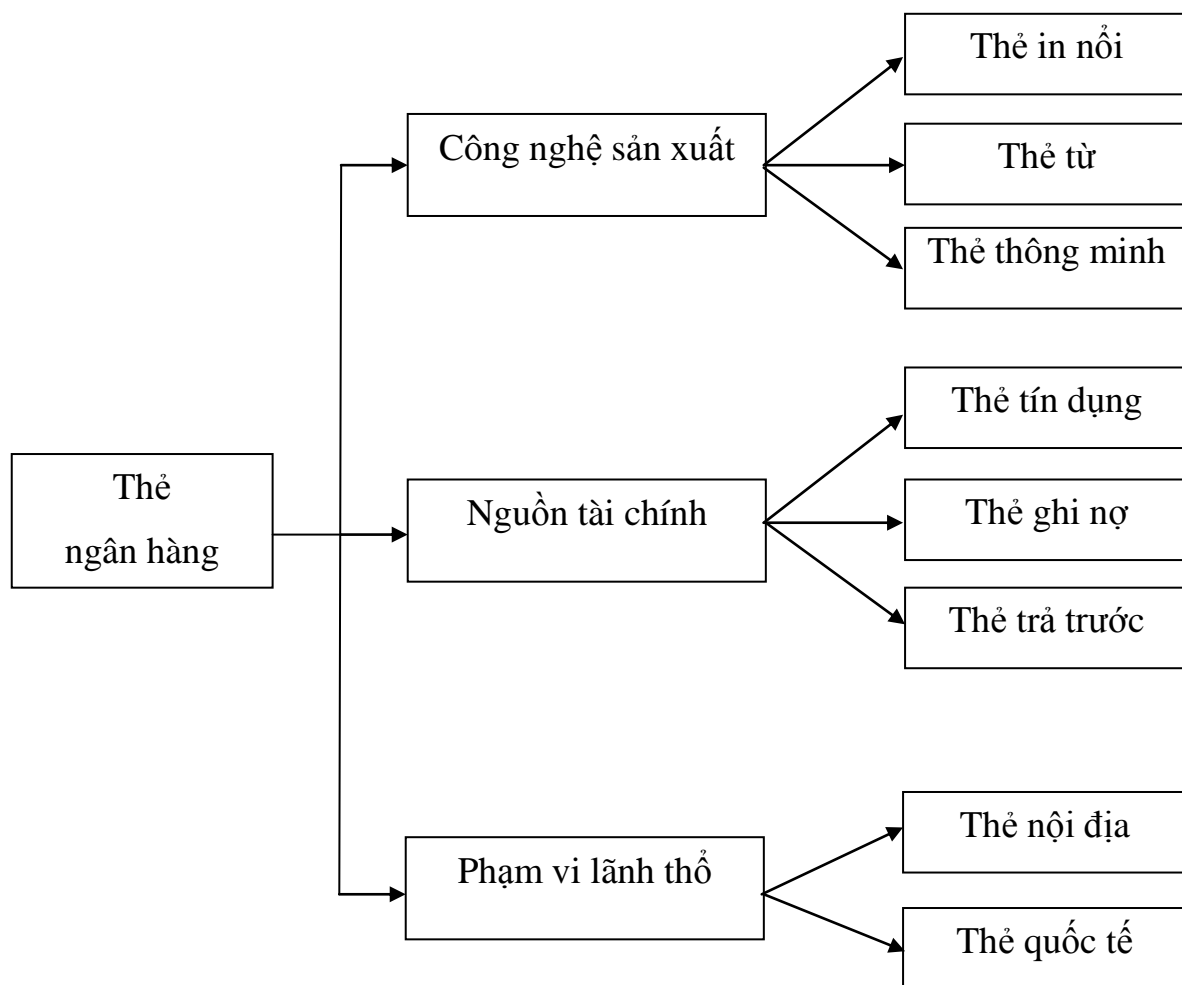 Thẻ
ngân hàng
Công nghệ sản xuất
Thẻ in nổi
Thẻ từ
Thẻ thông minh
Nguồn tài chính
Thẻ tín dụng
Thẻ ghi nợ
Thẻ trả trước
Phạm vi lãnh thổ
Thẻ nội địa
Thẻ quốc tế